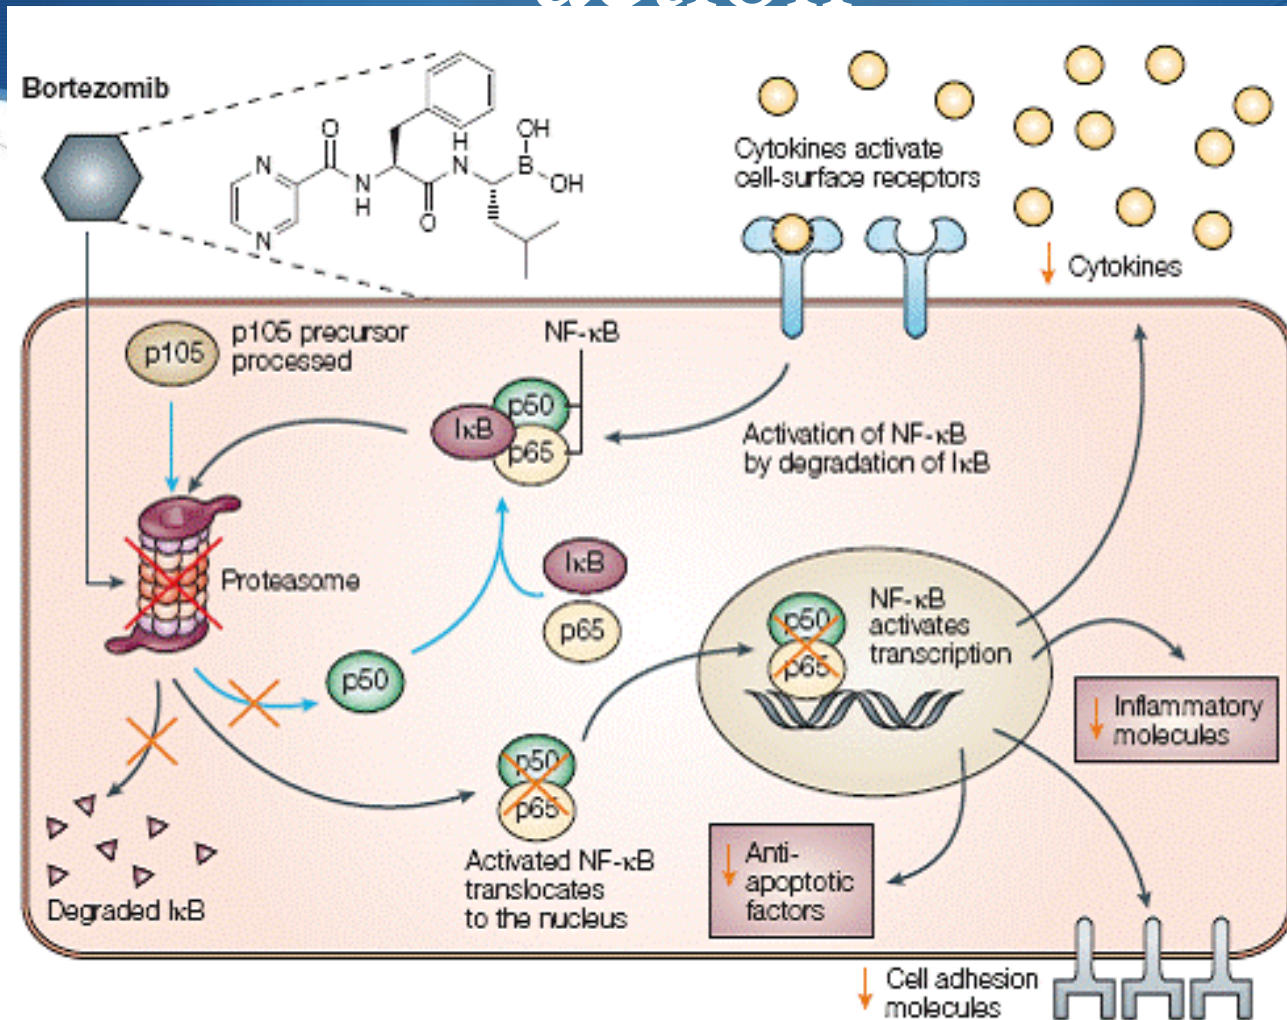 Bortezomib
OH
B
OH
O
N
N
N
H
O
H
N
Cytokines activate
cell-surface receptors
Cytokines
p105
p105 precursor
processed
NF-κB
IκB
p50
p65
Activation of NF-κB
by degradation of IκB
Proteasome
IκB
p65
p50
p50
p65
NF-κB
activates
transcription
Inflammatory
molecules
p50
p65
Activated NF-κB
translocates
to the nucleus
Anti-
apoptotic
factors
Degraded IκB
Cell adhesion
molecules